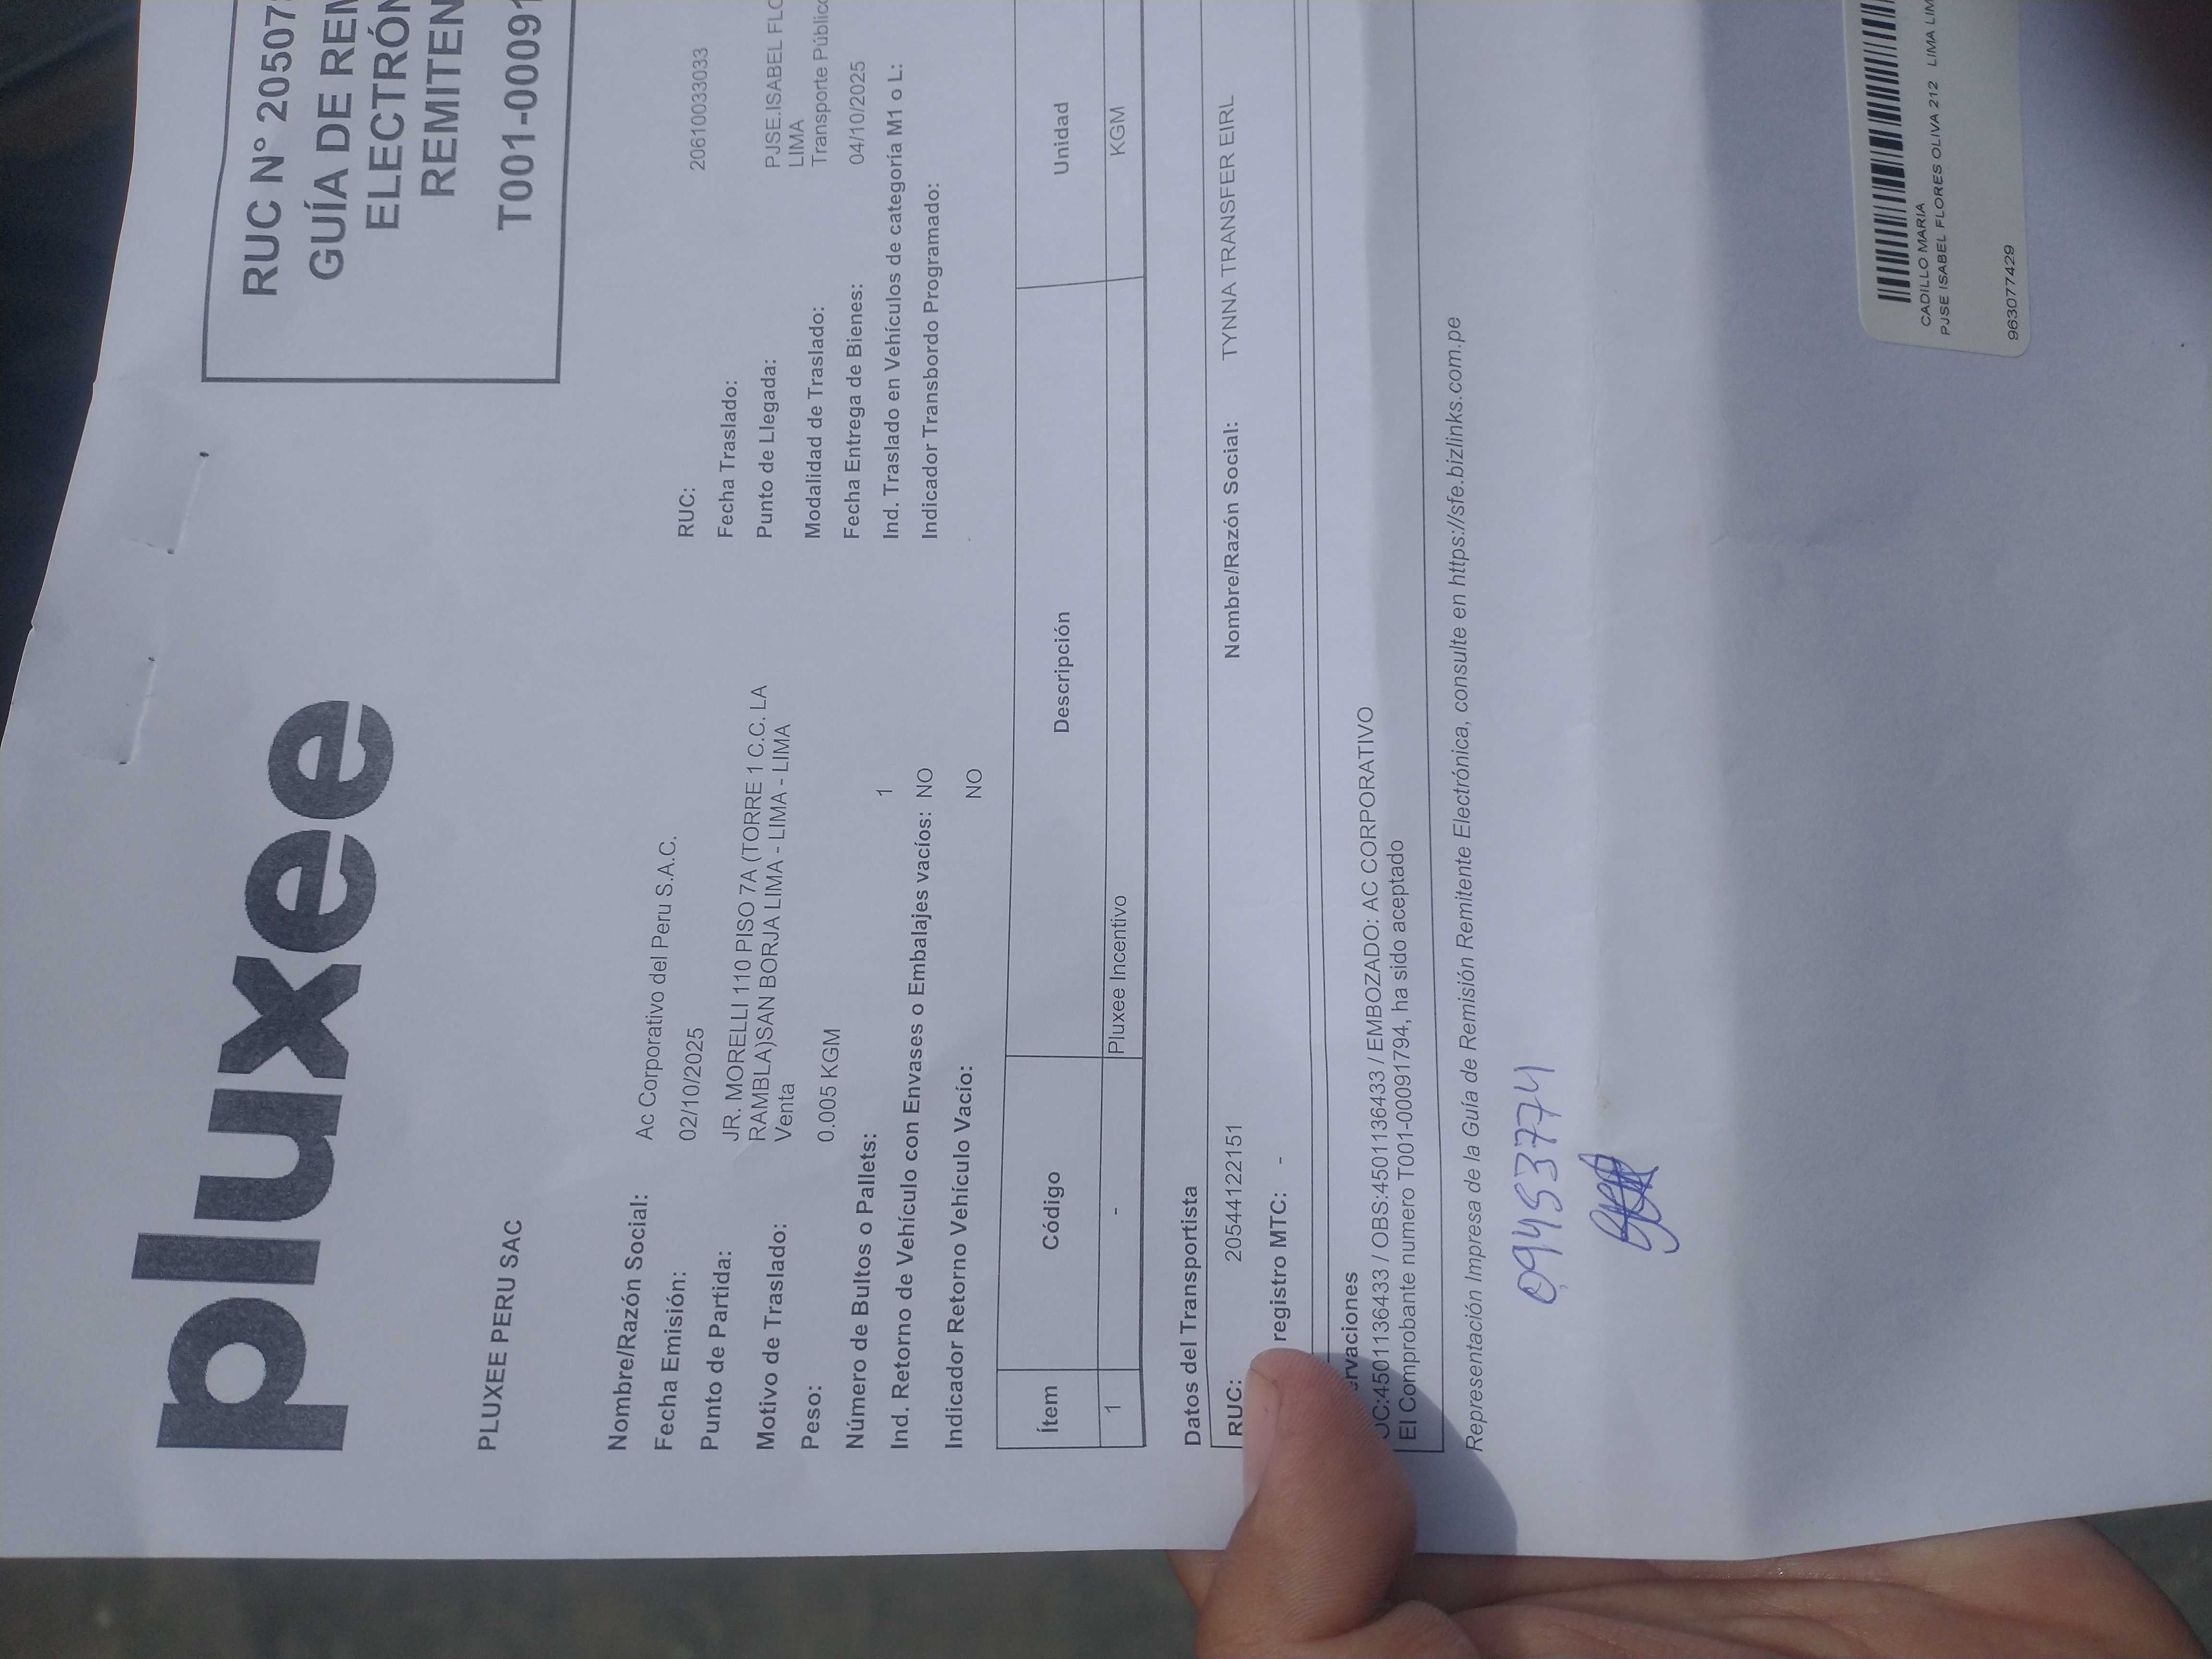 pluxee
RUC N° 205507
GUÍA DE REM
ELECTRÓN
REMITEN
T001-00091
PLUXEE PERU SAC
Nombre/Razón Social: Ac Corporativo del Peru S.A.C. RUC: 20610033033
Fecha Emisión: 02/10/2025 Fecha Traslado:
Punto de Partida: JR. MORELLI 110 PISO 7A (TORRE 1 C.C. LA
RAMBLA)SAN BORJA LIMA - LIMA - LIMA
Punto de Llegada: PJSE.ISABEL FLO
LIMA
Motivo de Traslado: Venta Modalidad de Traslado: Transporte Público
Peso: 0.005 KGM Fecha Entrega de Bienes: 04/10/2025
Número de Bultos o Pallets: 1 Ind. Traslado en Vehículos de categoría M1 o L:
Ind. Retorno de Vehículo con Envases o Embalajes vacíos: NO Indicador Transbordo Programado:
Indicador Retorno Vehículo Vacío: NO
Ítem Código Descripción Unidad
1 - Pluxee Incentivo KGM
Datos del Transportista
RUC: 20544122151 Nombre/Razón Social: TYNNA TRANSFER EIRL
registro MTC: -
ervaciones
OC:4501136433 / OBS:4501136433 / EMBOZADO: AC CORPORATIVO
El Comprobante numero T001-00091794, ha sido aceptado
Representación Impresa de la Guía de Remisión Remitente Electrónica, consulte en https://sfe.bizlinks.com.pe
09453774
CADILLO MARIA
PJSE ISABEL FLORES OLIVA 212 LIMA LIM
963077429